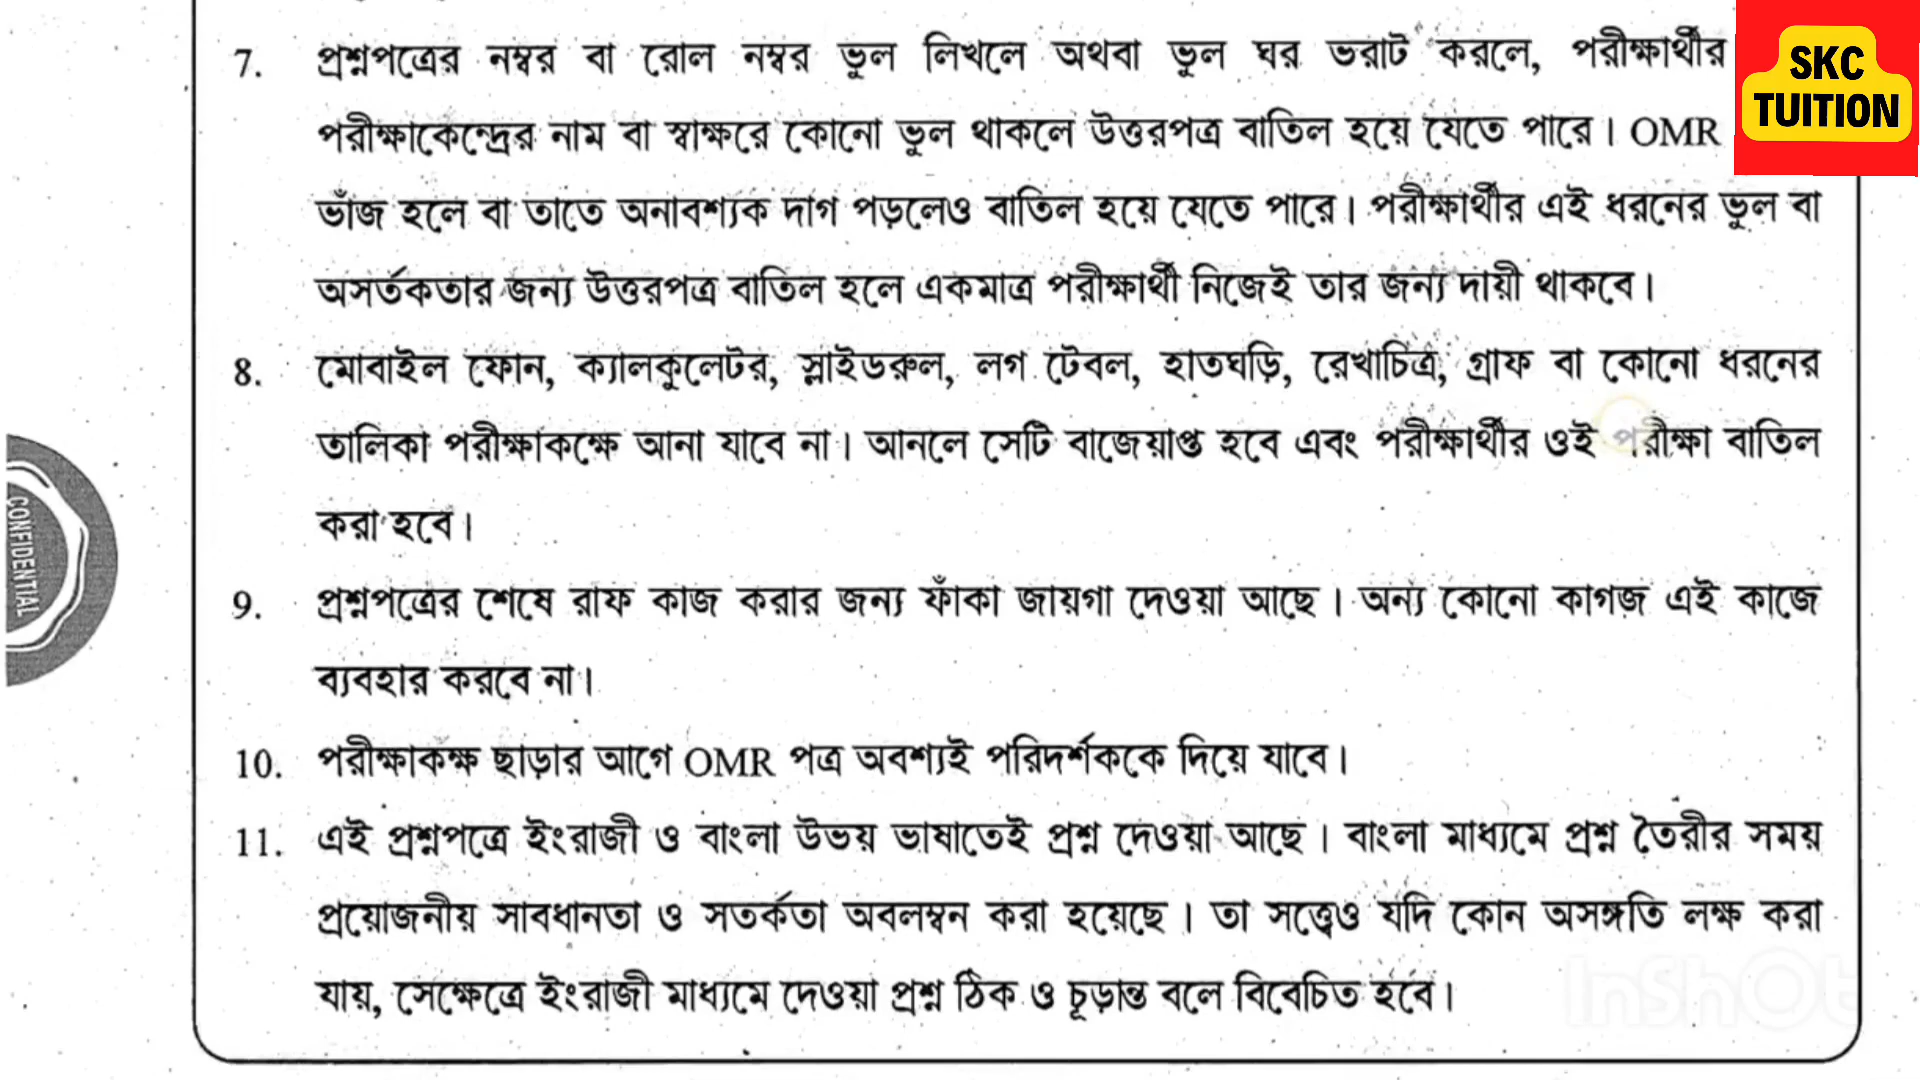 7. প্রশ্নপত্রের নম্বর বা রোল নম্বর ভুল লিখলে অথবা ভুল ঘর ভরাট করলে, পরীক্ষার্থীর
SKC
TUITION
পরীক্ষাকেন্দ্রের নাম বা স্বাক্ষরে কোনো ভুল থাকলে উত্তরপত্র বাতিল হয়ে যেতে পারে। OMR
ভাঁজ হলে বা তাতে অনাবশ্যক দাগ পড়লেও বাতিল হয়ে যেতে পারে। পরীক্ষার্থীর এই ধরনের ভুল বা
অসর্তকতার জন্য উত্তরপত্র বাতিল হলে একমাত্র পরীক্ষার্থী নিজেই তার জন্য দায়ী থাকবে।
8. মোবাইল ফোন, ক্যালকুলেটর, স্লাইডরুল, লগ টেবল, হাতঘড়ি, রেখাচিত্র, গ্রাফ বা কোনো ধরনের
তালিকা পরীক্ষাকক্ষে আনা যাবে না। আনলে সেটি বাজেয়াপ্ত হবে এবং পরীক্ষার্থীর ওই পরীক্ষা বাতিল
করা হবে।
CONFIDENTIAL
9. প্রশ্নপত্রের শেষে রাফ কাজ করার জন্য ফাঁকা জায়গা দেওয়া আছে। অন্য কোনো কাগজ এই কাজে
ব্যবহার করবে না।
10. পরীক্ষাকক্ষ ছাড়ার আগে OMR পত্র অবশ্যই পরিদর্শককে দিয়ে যাবে।
11. এই প্রশ্নপত্রে ইংরাজী ও বাংলা উভয় ভাষাতেই প্রশ্ন দেওয়া আছে। বাংলা মাধ্যমে প্রশ্ন তৈরীর সময়
প্রয়োজনীয় সাবধানতা ও সতর্কতা অবলম্বন করা হয়েছে। তা সত্ত্বেও যদি কোন অসঙ্গতি লক্ষ করা
যায়, সেক্ষেত্রে ইংরাজী মাধ্যমে দেওয়া প্রশ্ন ঠিক ও চূড়ান্ত বলে বিবেচিত হবে।
InShOt